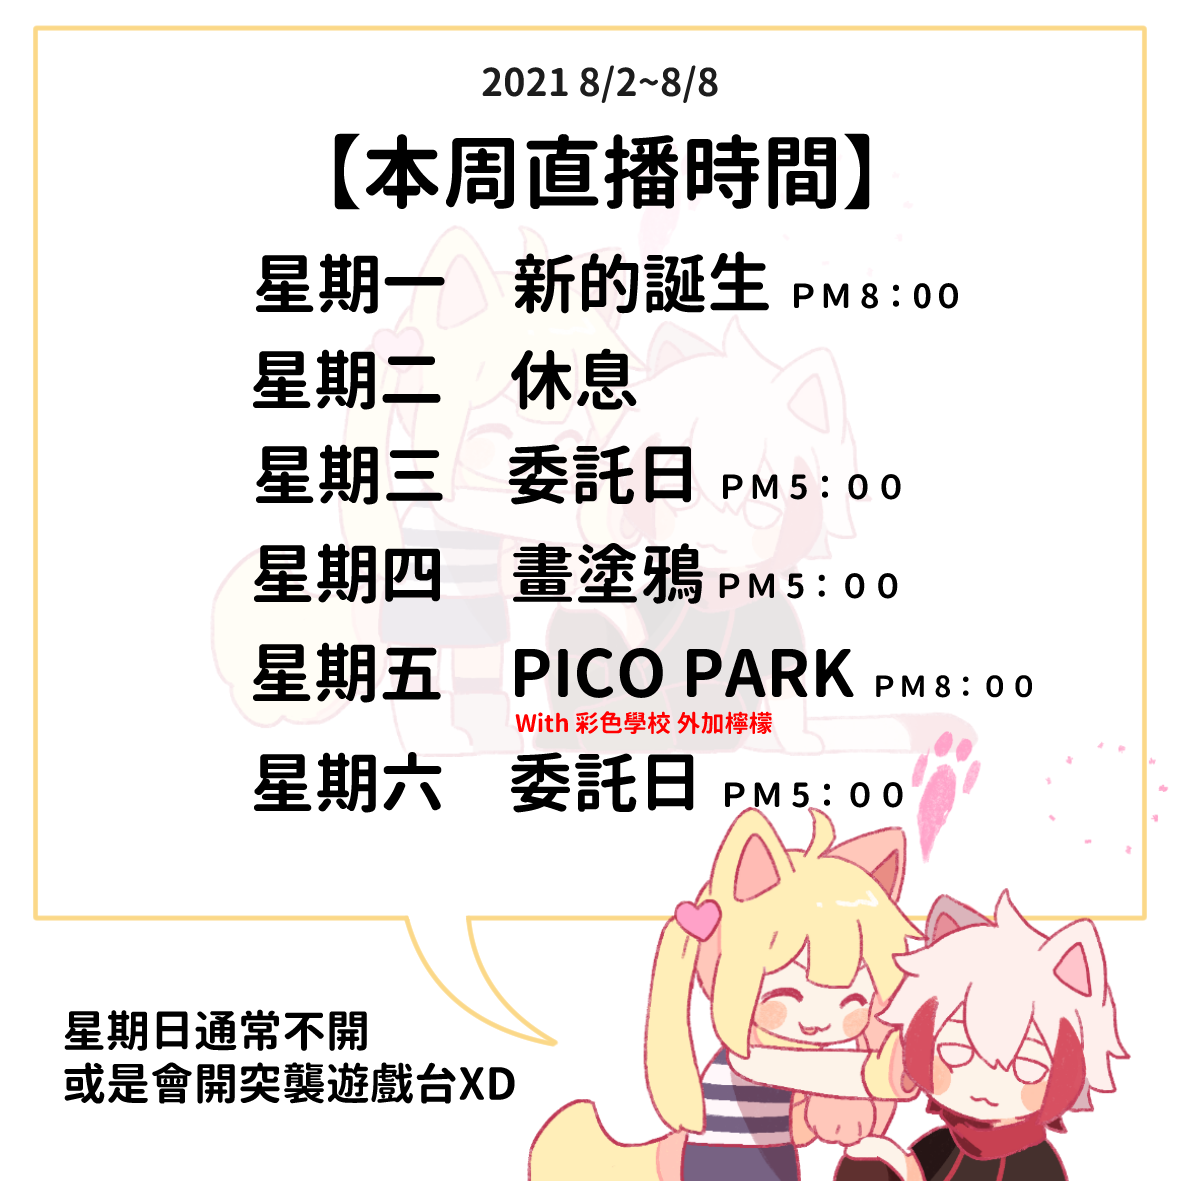 2021 8/2~8/8
【本周直播時間】
星期一 新的誕生 PM8：00
星期二 休息
星期三 委託日 PM5：00
星期四 畫塗鴉 PM5：00
星期五 PICO PARK PM8：00
With 彩色學校 外加檸檬
星期六 委託日 PM5：00
星期日通常不開
或是會開突襲遊戲台XD